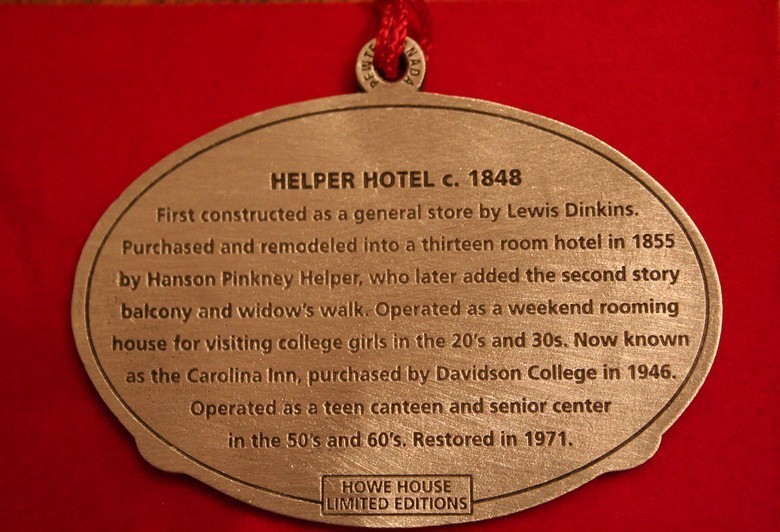 HELPER HOTEL c. 1848
First constructed as a general store by Lewis Dinkins.
Purchased and remodeled into a thirteen room hotel in 1855
by Hanson Pinkney Helper, who later added the second story
balcony and widow's walk. Operated as a weekend rooming
house for visiting college girls in the 20's and 30s. Now known
as the Carolina Inn, purchased by Davidson College in 1946.
Operated as a teen canteen and senior center
in the 50's and 60's. Restored in 1971.
HOWE HOUSE
LIMITED EDITIONS